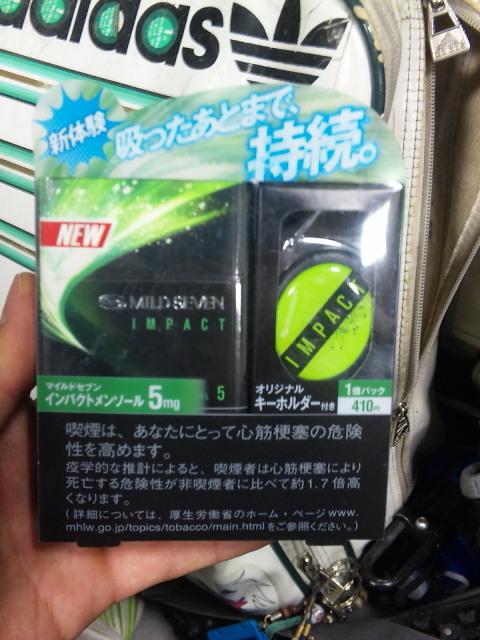 adidas
新体験
吸ったあとまで、
持続。
NEW
MILD SEVEN
IMPACT
5
IMPACT
マイルドセブン
インパクトメンソール 5mg
オリジナル
キーホルダー付き
1個パック
410円
喫煙は、あなたにとって心筋梗塞の危険
性を高めます。
疫学的な推計によると、喫煙者は心筋梗塞により
死亡する危険性が非喫煙者に比べて約1.7倍高
くなります。
(詳細については、厚生労働省のホーム・ページwww.
mhlw.go.jp/topics/tobacco/main.htmlをご参照ください。)